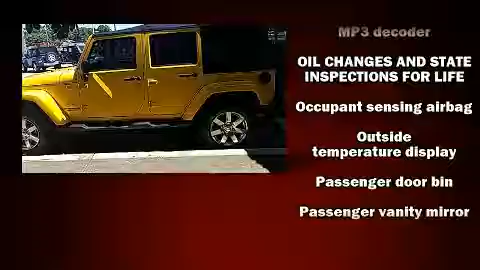 MP3 decoder
OIL CHANGES AND STATE
INSPECTIONS FOR LIFE
Occupant sensing airbag
Outside
temperature display
Passenger door bin
Passenger vanity mirror